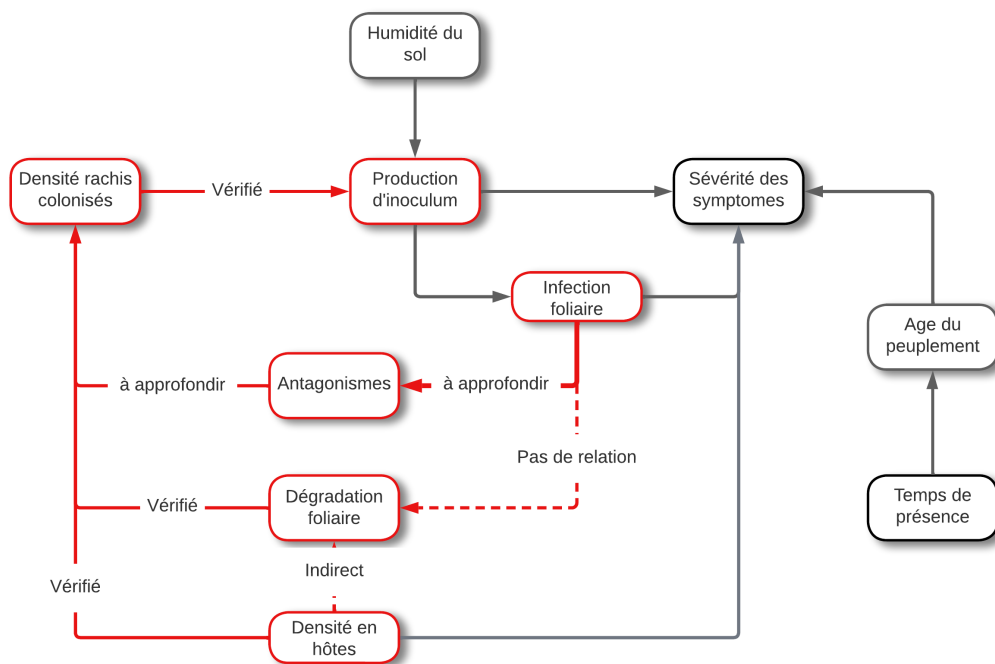 Humidité du
sol
Densité rachis
colonisés
Vérifié
Production
d'inoculum
Sévérité des
symptomes
Infection
foliaire
Age du
peuplement
à approfondir
Antagonismes
à approfondir
Pas de relation
Vérifié
Dégradation
foliaire
Temps de
présence
Indirect
Vérifié
Densité en
hôtes